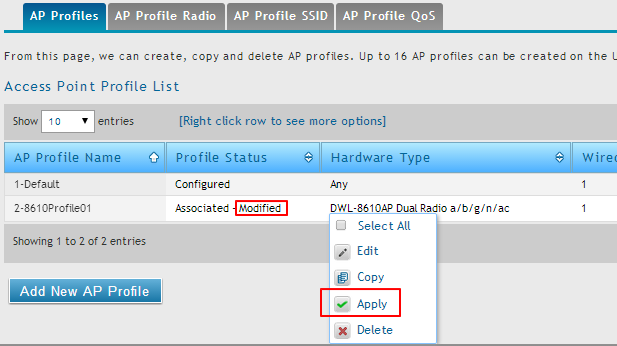 AP Profiles AP Profile Radio AP Profile SSID AP Profile QoS
From this page, we can create, copy and delete AP profiles. Up to 16 AP profiles can be created on the U
Access Point Profile List
Show 10 entries [Right click row to see more options]
AP Profile Name Profile Status Hardware Type Wired
1-Default Configured Any 1
2-8610Profile01 Associated - Modified DWL-8610AP Dual Radio a/b/g/n/ac 1
Showing 1 to 2 of 2 entries
Select All
Edit
Copy
Apply
Delete
Add New AP Profile